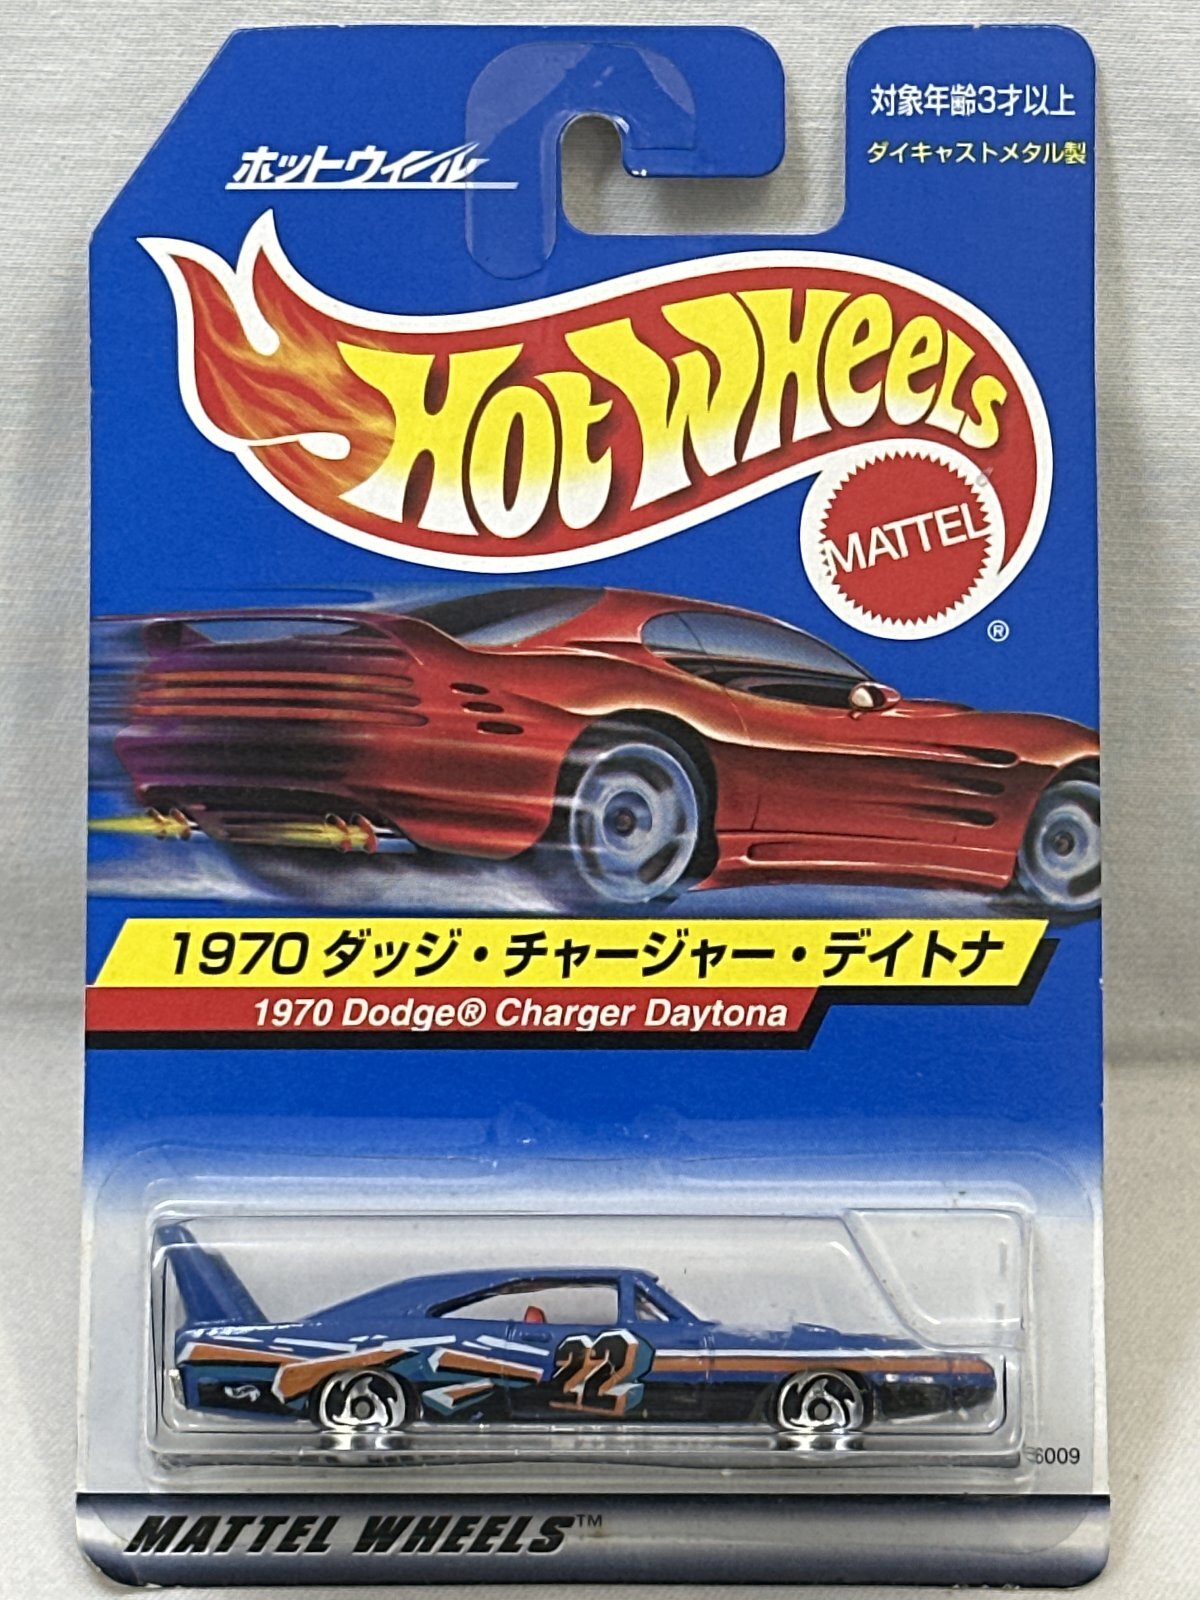 対象年齢3才以上
ダイキャストメタル製
ホットウィール
HOT WHEELS
MATTEL
®
1970 ダッジ・チャージャー・デイトナ
1970 Dodge® Charger Daytona
22
6009
MATTEL WHEELS™